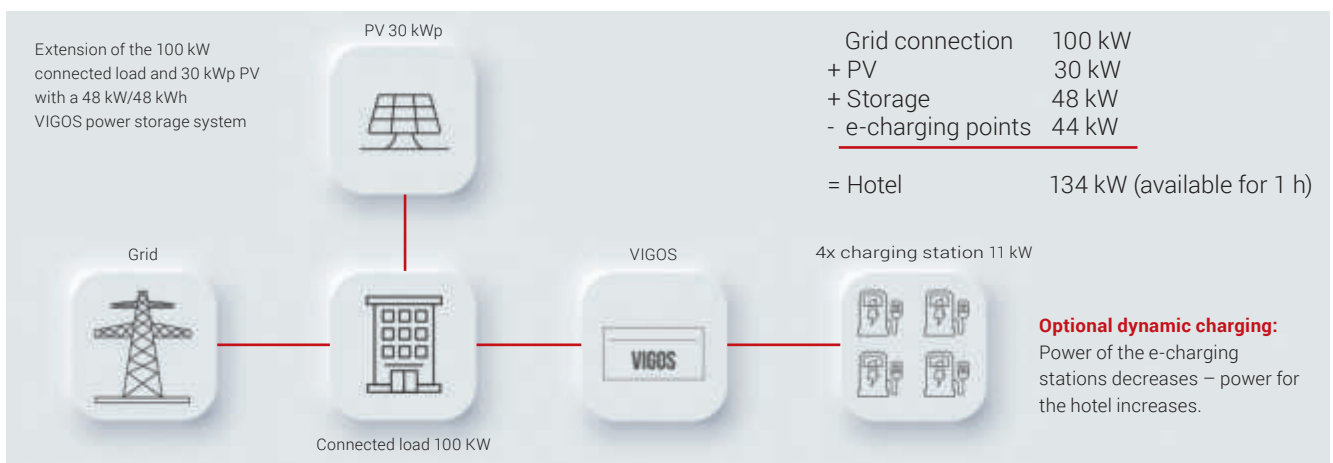 Extension of the 100 kW
connected load and 30 kWp PV
with a 48 kW/48 kWh
VIGOS power storage system
PV 30 kWp
Grid connection 100 kW
+ PV 30 kW
+ Storage 48 kW
- e-charging points 44 kW
= Hotel 134 kW (available for 1 h)
Grid
VIGOS
4x charging station 11 kW
VIGOS
Connected load 100 KW
Optional dynamic charging:
Power of the e-charging
stations decreases – power for
the hotel increases.